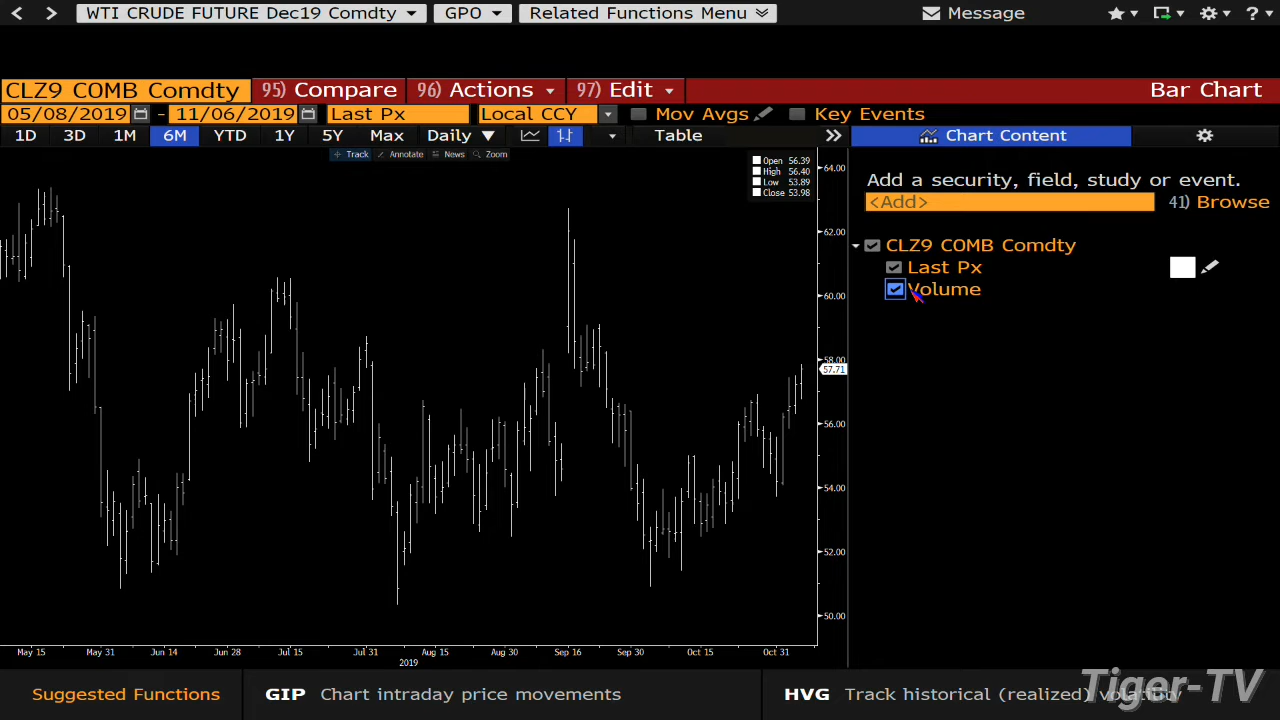 WTI CRUDE FUTURE Dec19 Comdty GPO Related Functions Menu Message ?
CLZ9 COMB Comdty 95) Compare 96) Actions 97) Edit Bar Chart
05/08/2019 - 11/06/2019 Last Px Local CCY Mov Avgs Key Events
1D 3D 1M 6M YTD 1Y 5Y Max Daily Table Chart Content
Track Annotate News Zoom
Open 56.39
High 56.40
Low 53.89
Close 53.98
64.00
62.00
60.00
58.00
57.71
56.00
54.00
52.00
50.00
May 15 May 31 Jun 14 Jun 28 Jul 15 Jul 31 Aug 15 Aug 30 Sep 16 Sep 30 Oct 15 Oct 31
2019
Add a security, field, study or event.
<Add> 41) Browse
CLZ9 COMB Comdty
Last Px
Volume
Suggested Functions GIP Chart intraday price movements HVG Track historical (realized) volatility
Tiger-TV